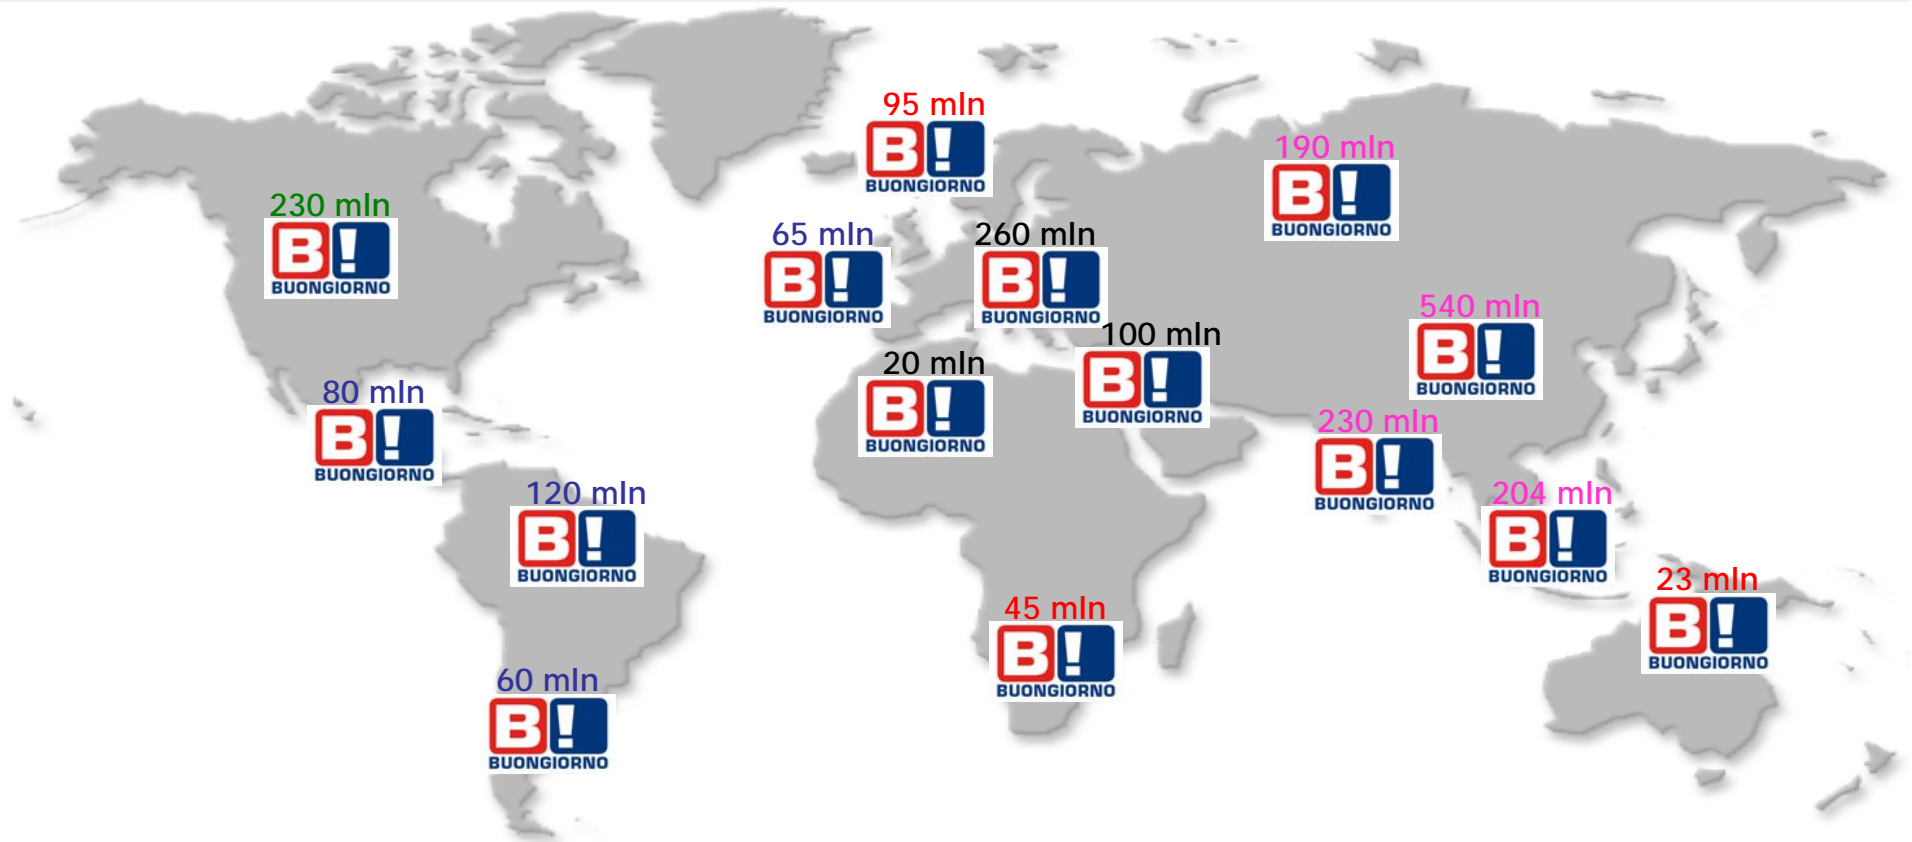 95 mln
B!
BUONGIORNO
190 mln
B!
BUONGIORNO
230 mln
B!
BUONGIORNO
65 mln
B!
BUONGIORNO
260 mln
B!
BUONGIORNO
540 mln
B!
BUONGIORNO
100 mln
B!
BUONGIORNO
20 mln
B!
BUONGIORNO
80 mln
B!
BUONGIORNO
230 mln
B!
BUONGIORNO
120 mln
B!
BUONGIORNO
204 mln
B!
BUONGIORNO
23 mln
B!
BUONGIORNO
45 mln
B!
BUONGIORNO
60 mln
B!
BUONGIORNO